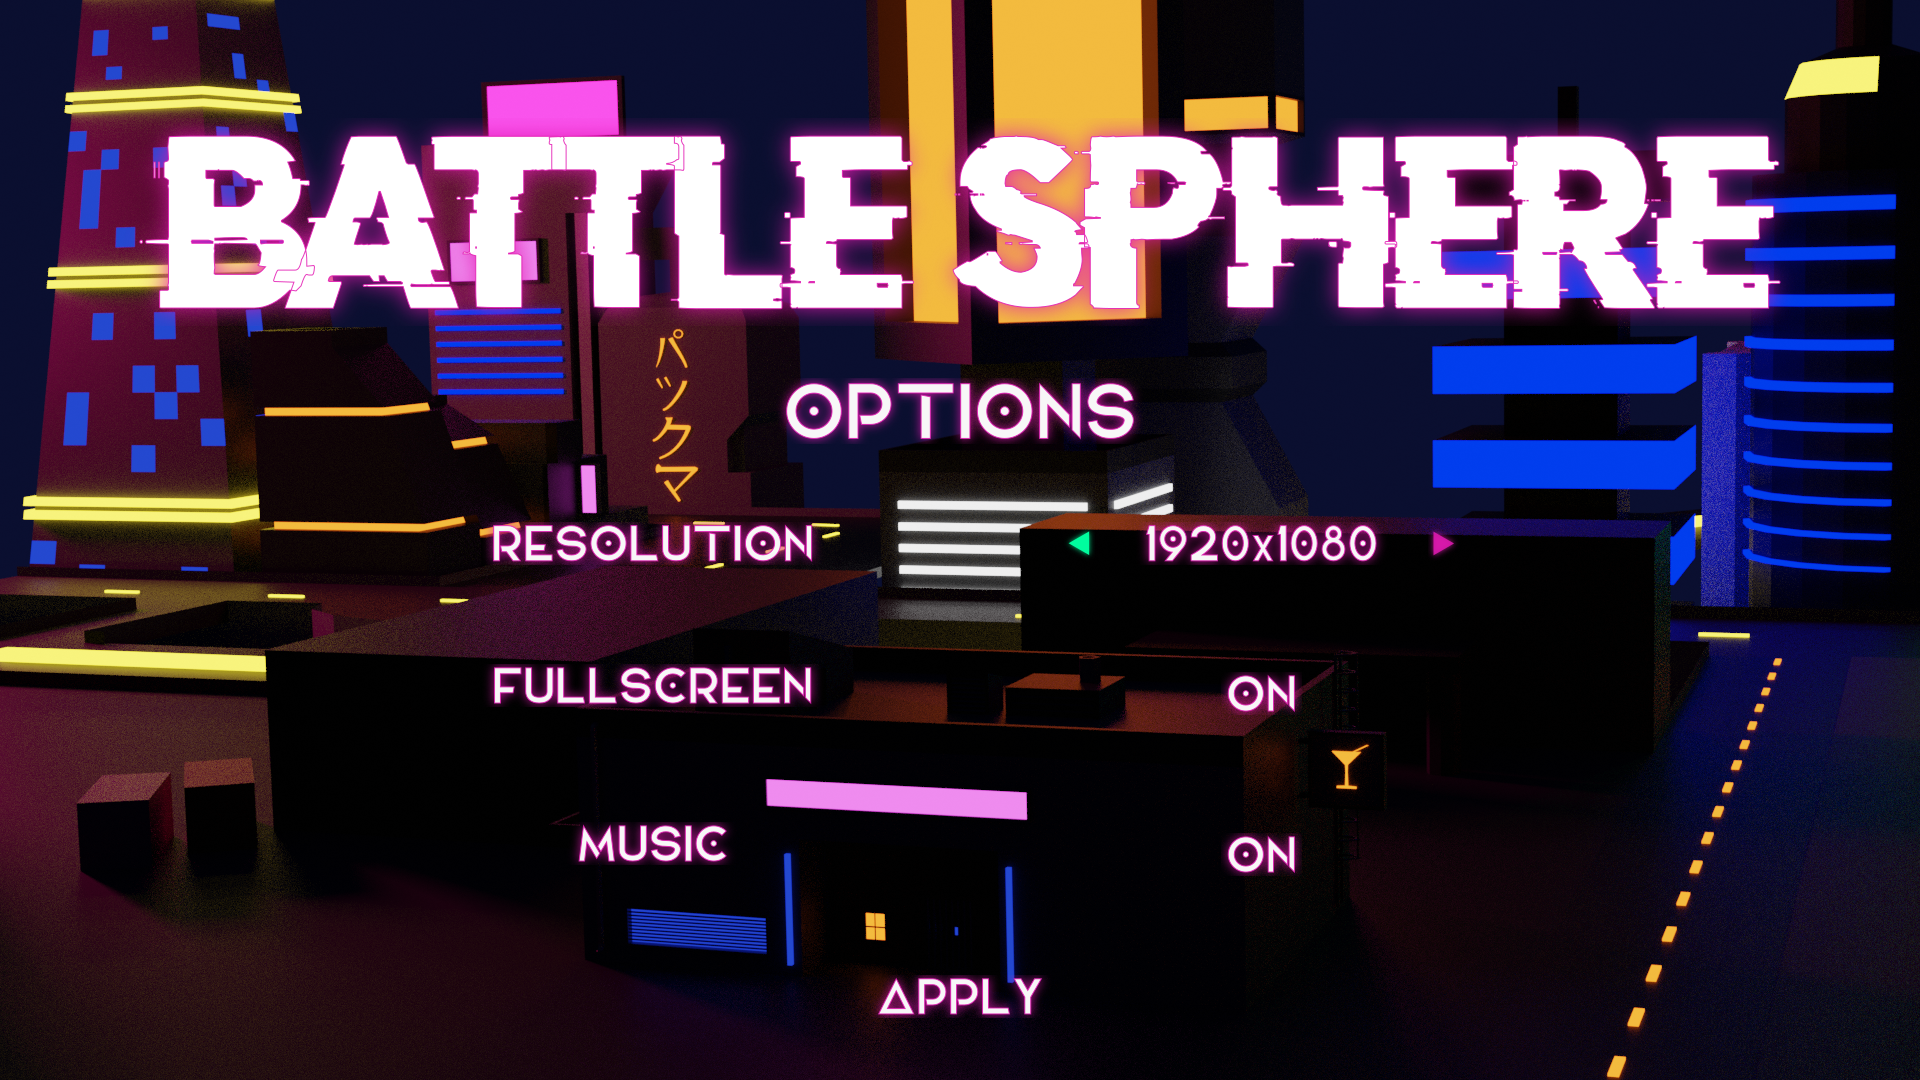 BATTLE SPHERE
OPTIONS
パックマ
RESOLUTION 1920x1080
FULLSCREEN ON
MUSIC ON
APPLY